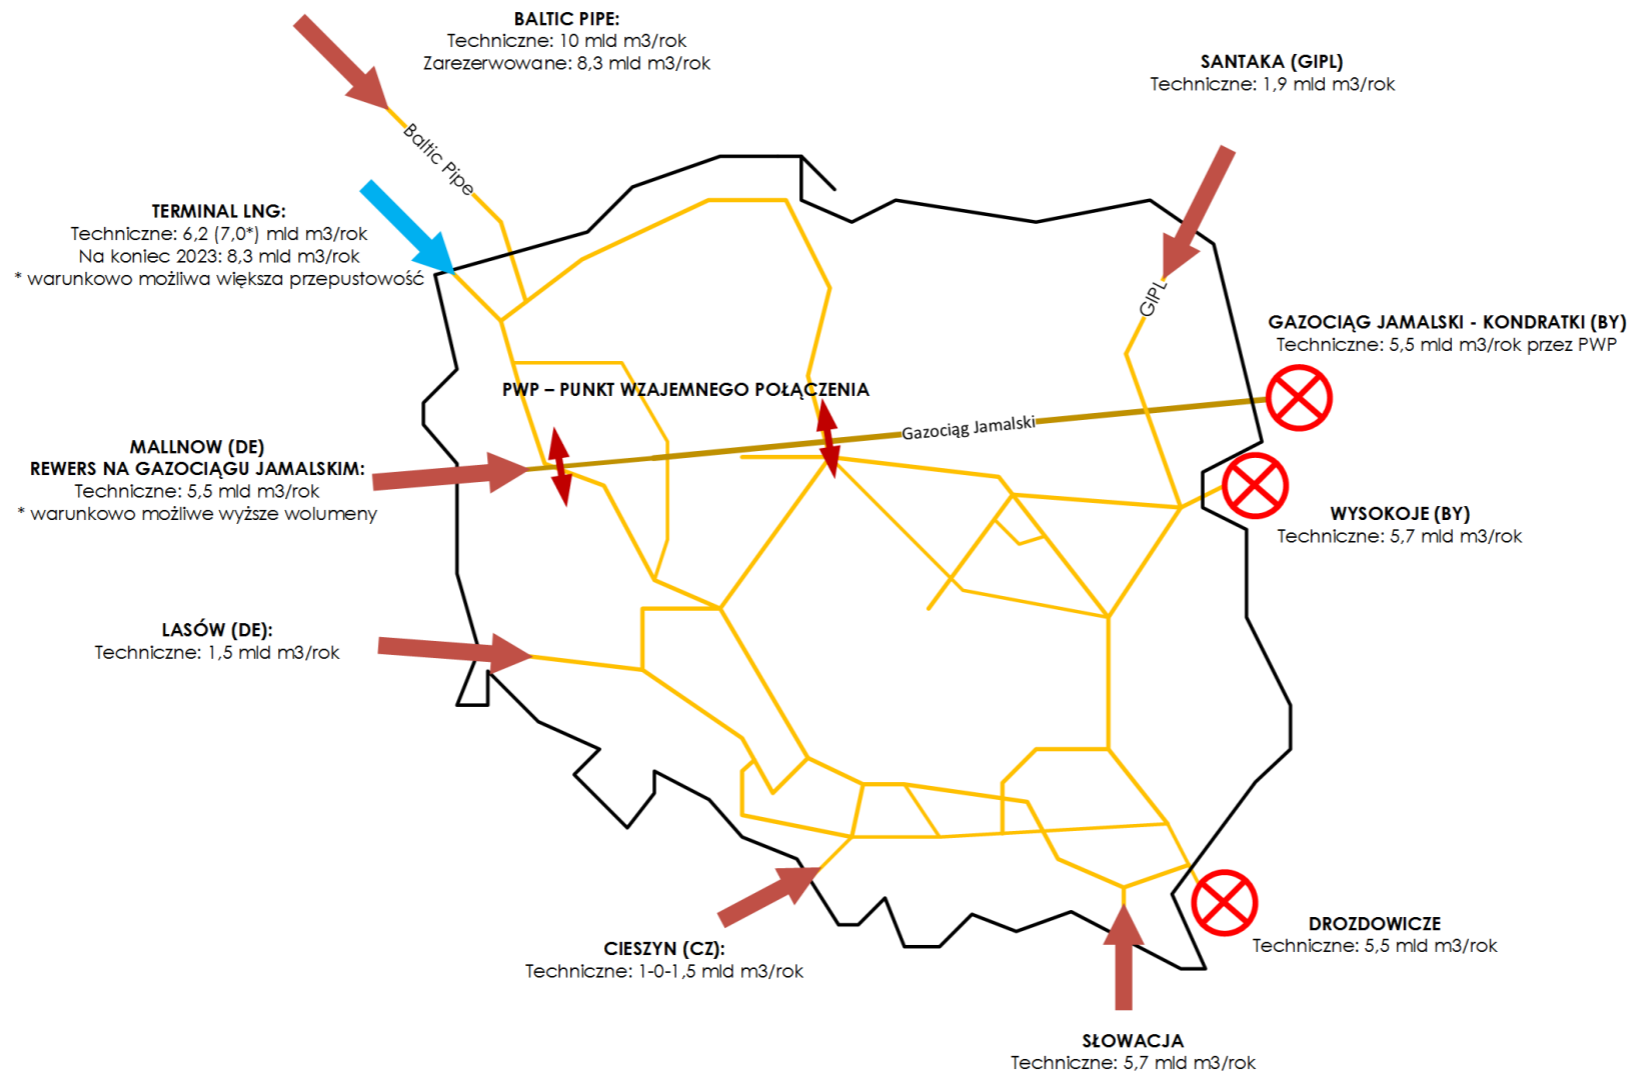 BALTIC PIPE:
Techniczne: 10 mld m3/rok
Zarezerwowane: 8,3 mld m3/rok
SANTAKA (GIPL)
Techniczne: 1,9 mld m3/rok
Baltic Pipe
TERMINAL LNG:
Techniczne: 6,2 (7,0*) mld m3/rok
Na koniec 2023: 8,3 mld m3/rok
* warunkowo możliwa większa przepustowość
GIPL
GAZOCIĄG JAMALSKI - KONDRATKI (BY)
Techniczne: 5,5 mld m3/rok przez PWP
PWP – PUNKT WZAJEMNEGO POŁĄCZENIA
Gazociąg Jamalski
MALLNOW (DE)
REWERS NA GAZOCIĄGU JAMALSKIM:
Techniczne: 5,5 mld m3/rok
* warunkowo możliwe wyższe wolumeny
WYSOKOJE (BY)
Techniczne: 5,7 mld m3/rok
LASÓW (DE):
Techniczne: 1,5 mld m3/rok
CIESZYN (CZ):
Techniczne: 1-0-1,5 mld m3/rok
DROZDOWICZE
Techniczne: 5,5 mld m3/rok
SŁOWACJA
Techniczne: 5,7 mld m3/rok